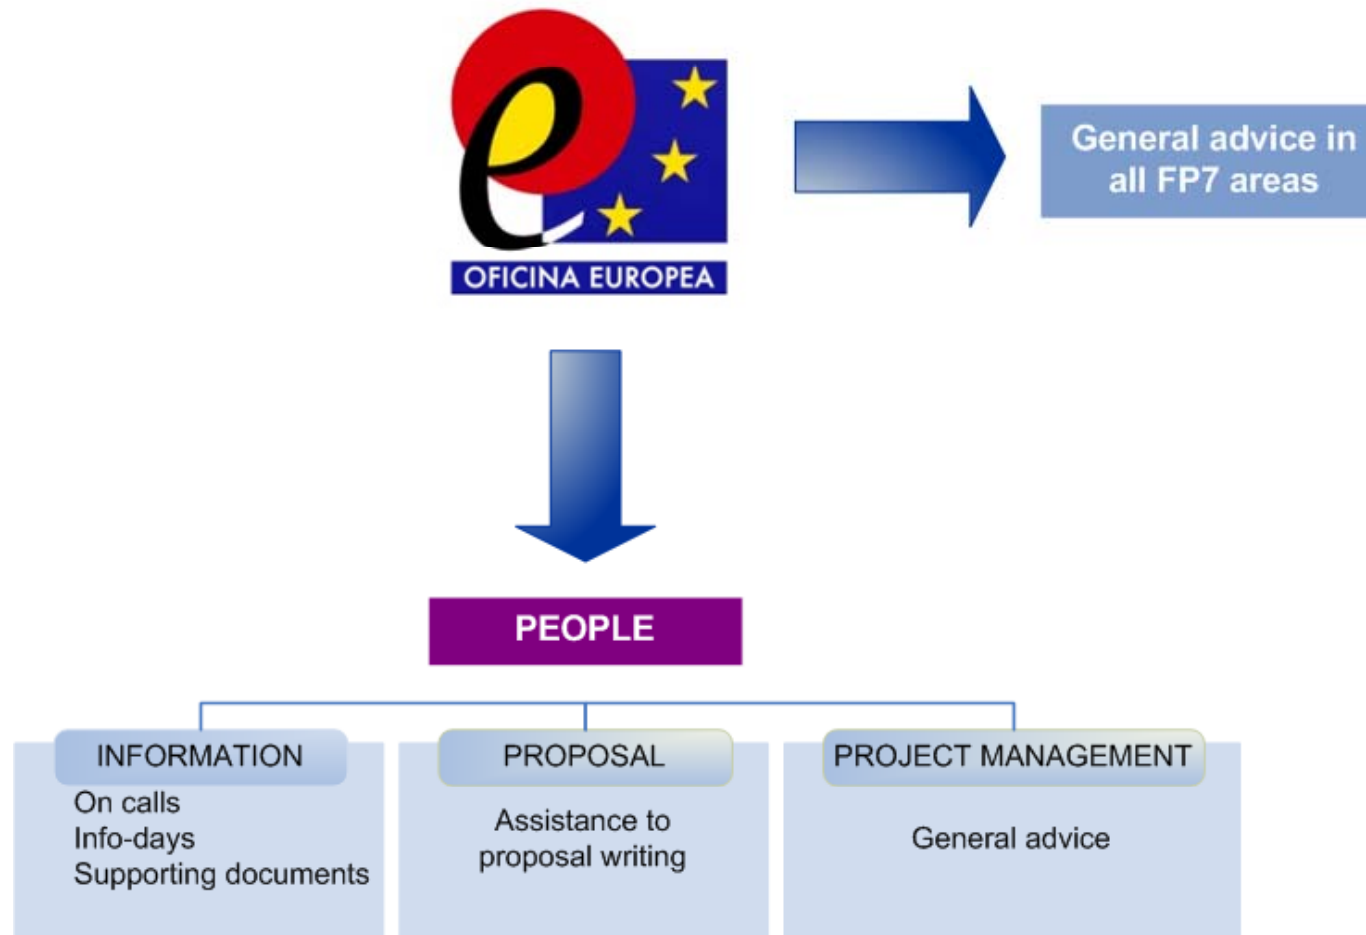 OFICINA EUROPEA
General advice in
all FP7 areas
PEOPLE
INFORMATION
On calls
Info-days
Supporting documents
PROPOSAL
Assistance to
proposal writing
PROJECT MANAGEMENT
General advice